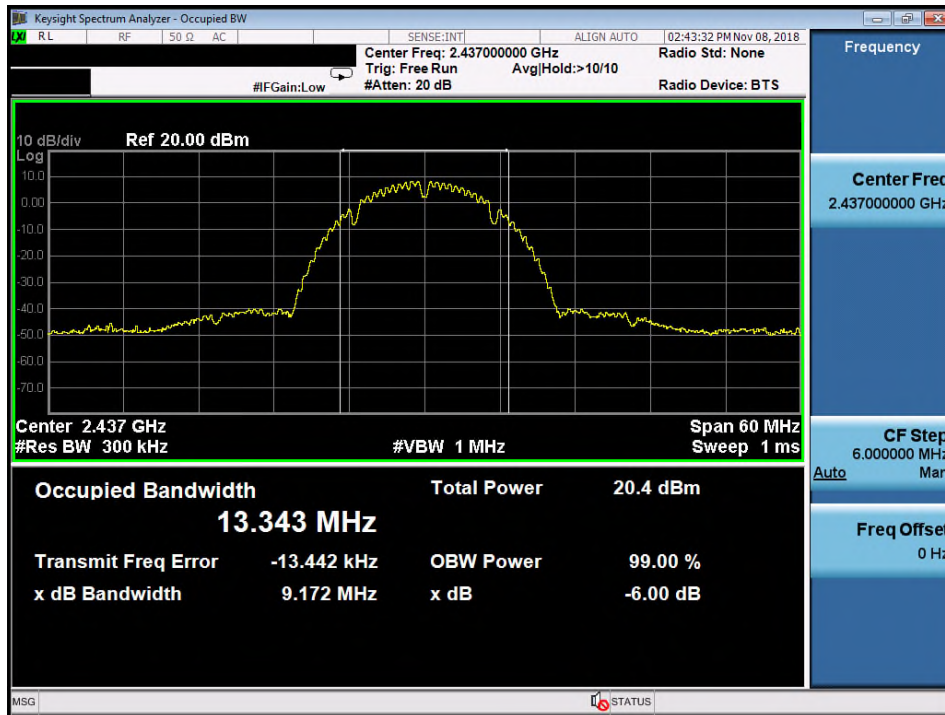 Keysight Spectrum Analyzer - Occupied BW
LXI RL RF 50 Ω AC SENSE:INT ALIGN AUTO 02:43:32 PM Nov 08, 2018
Center Freq: 2.437000000 GHz Radio Std: None
Trig: Free Run Avg|Hold:>10/10
#IFGain:Low #Atten: 20 dB Radio Device: BTS
10 dB/div Ref 20.00 dBm
Log
10.0
0.00
-10.0
-20.0
-30.0
-40.0
-50.0
-60.0
-70.0
Center 2.437 GHz Span 60 MHz
#Res BW 300 kHz #VBW 1 MHz Sweep 1 ms
Occupied Bandwidth Total Power 20.4 dBm
13.343 MHz
Transmit Freq Error -13.442 kHz OBW Power 99.00 %
x dB Bandwidth 9.172 MHz x dB -6.00 dB
MSG STATUS
Frequency
Center Freq
2.437000000 GHz
CF Step
6.000000 MHz
Auto Man
Freq Offset
0 Hz